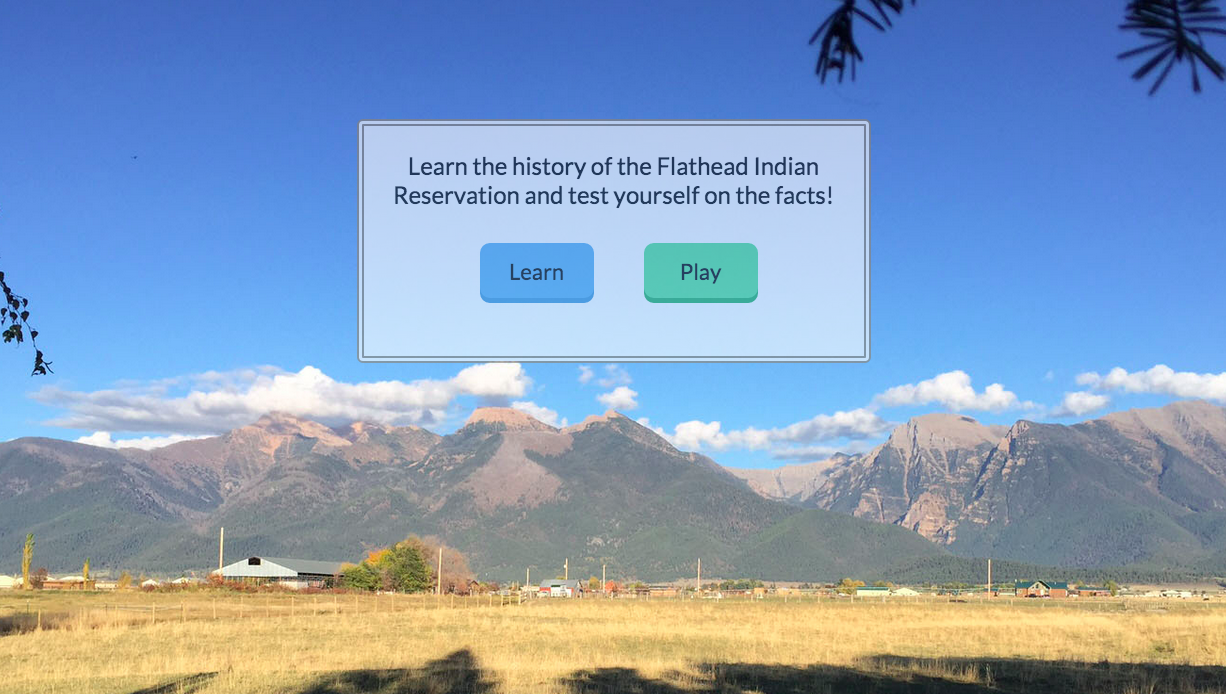 Learn the history of the Flathead Indian
Reservation and test yourself on the facts!
Learn
Play